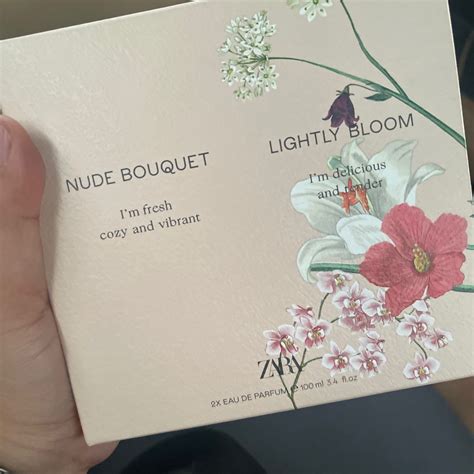 NUDE BOUQUET
I'm fresh
cozy and vibrant
LIGHTLY BLOOM
I'm delicious
and tender
ZARA
2X EAU DE PARFUM ℮ 100 ml 3.4 fl.oz